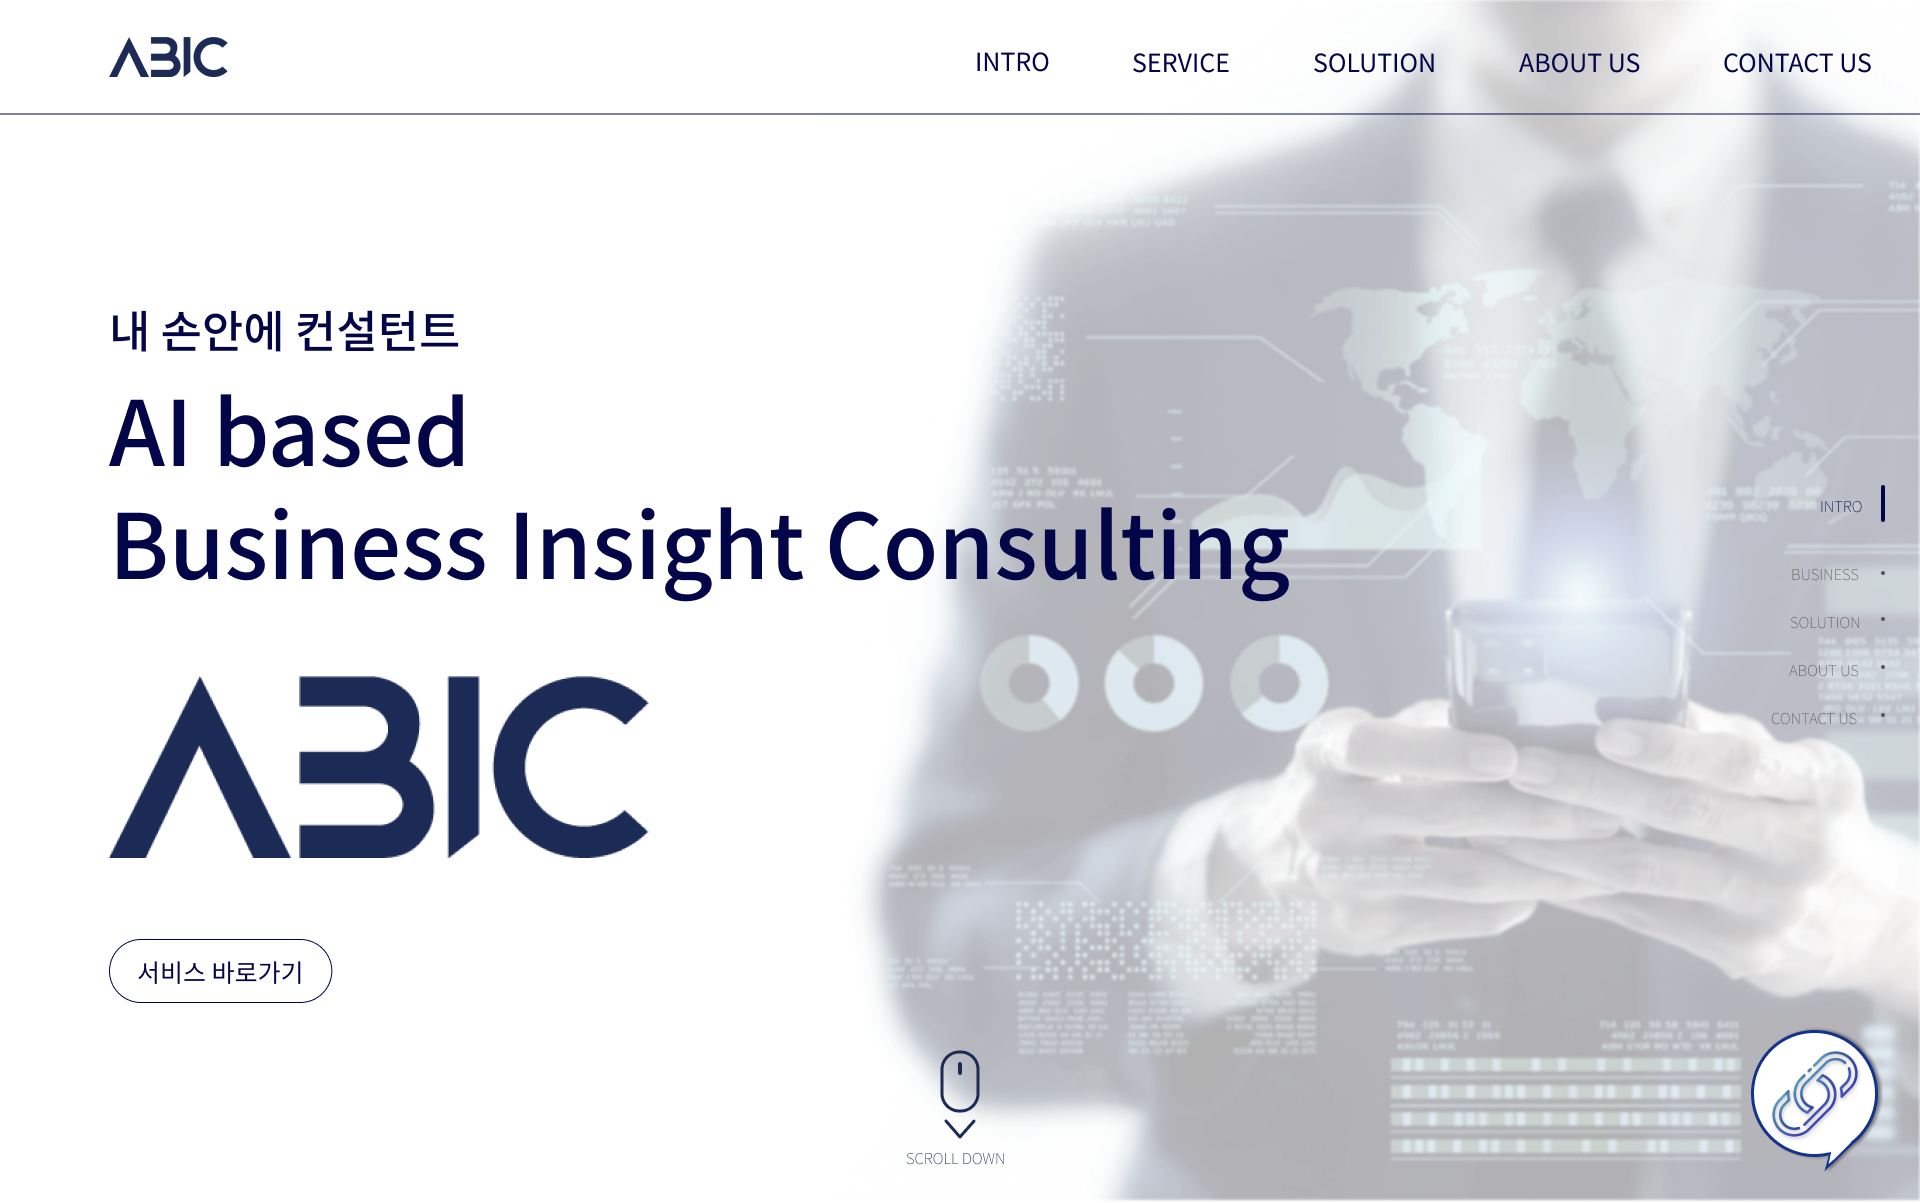 ABIC
INTRO
SERVICE
SOLUTION
ABOUT US
CONTACT US
내 손안에 컨설턴트
AI based
Business Insight Consulting
ABIC
서비스 바로가기
INTRO
BUSINESS
SOLUTION
ABOUT US
CONTACT US
SCROLL DOWN